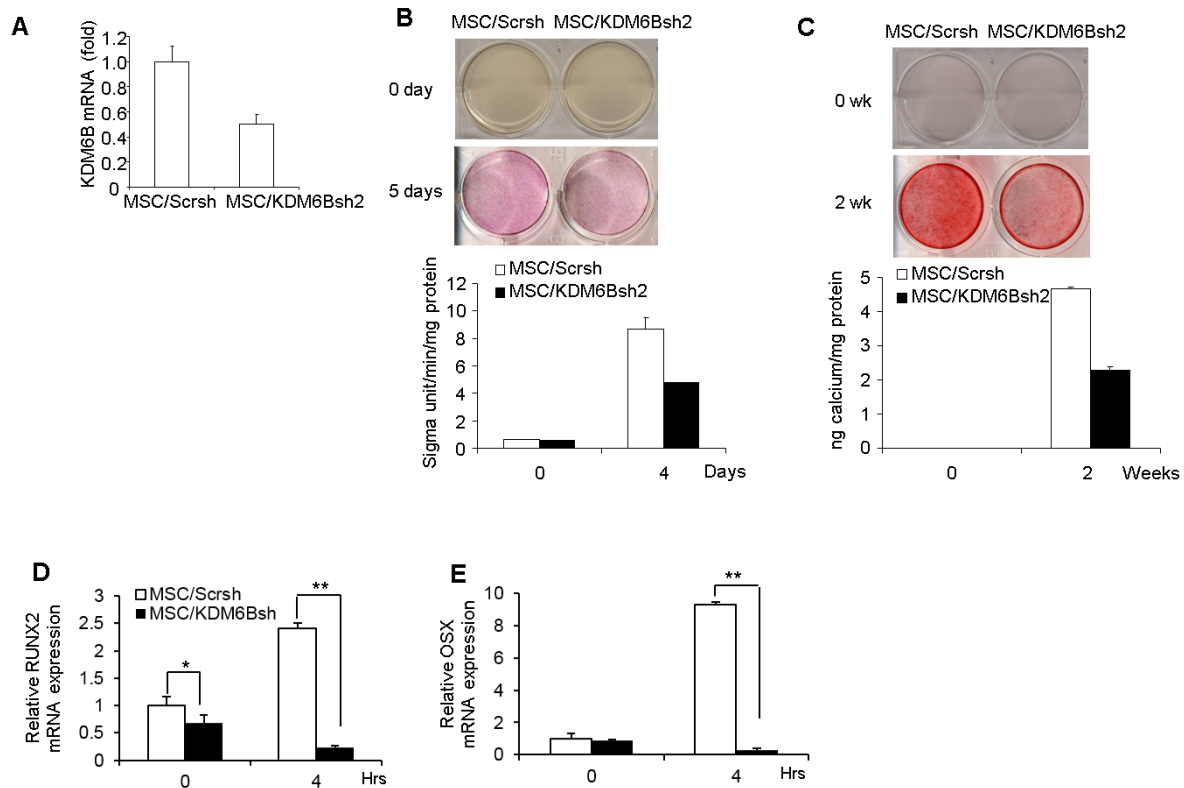 A
KDM6B mRNA (fold)
1.2
1.0
0.8
0.6
0.4
0.2
0
MSC/Scrsh MSC/KDM6Bsh2
B
MSC/Scrsh MSC/KDM6Bsh2
0 day
5 days
MSC/Scrsh
MSC/KDM6Bsh2
Sigma unit/min/mg protein
12
10
8
6
4
2
0
0 4 Days
C
MSC/Scrsh MSC/KDM6Bsh2
0 wk
2 wk
MSC/Scrsh
MSC/KDM6Bsh2
ng calcium/mg protein
5
4
3
2
1
0
0 2 Weeks
D
MSC/Scrsh
MSC/KDM6Bsh
Relative RUNX2
mRNA expression
3
2.5
2
1.5
1
0.5
0
*
**
0 4 Hrs
E
Relative OSX
mRNA expression
10
8
6
4
2
0
**
0 4 Hrs